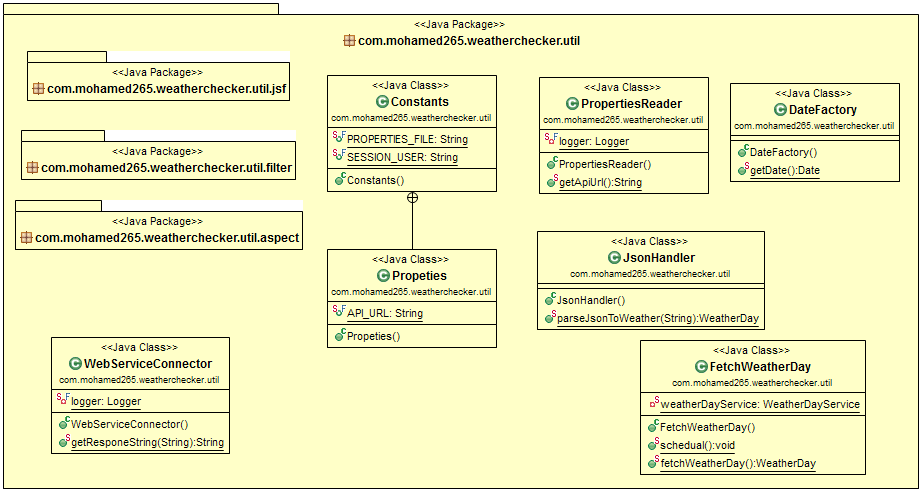 <<Java Package>>
com.mohamed265.weatherchecker.util
<<Java Package>>
com.mohamed265.weatherchecker.util.jsf
<<Java Package>>
com.mohamed265.weatherchecker.util.filter
<<Java Package>>
com.mohamed265.weatherchecker.util.aspect
<<Java Class>>
Constants
com.mohamed265.weatherchecker.util
PROPERTIES_FILE: String
SESSION_USER: String
Constants()
<<Java Class>>
PropertiesReader
com.mohamed265.weatherchecker.util
logger: Logger
PropertiesReader()
getApiUrl():String
<<Java Class>>
DateFactory
com.mohamed265.weatherchecker.util
DateFactory()
getDate():Date
<<Java Class>>
Propeties
com.mohamed265.weatherchecker.util
API_URL: String
Propeties()
<<Java Class>>
JsonHandler
com.mohamed265.weatherchecker.util
JsonHandler()
parseJsonToWeather(String):WeatherDay
<<Java Class>>
WebServiceConnector
com.mohamed265.weatherchecker.util
logger: Logger
WebServiceConnector()
getResponeString(String):String
<<Java Class>>
FetchWeatherDay
com.mohamed265.weatherchecker.util
weatherDayService: WeatherDayService
FetchWeatherDay()
schedual():void
fetchWeatherDay():WeatherDay